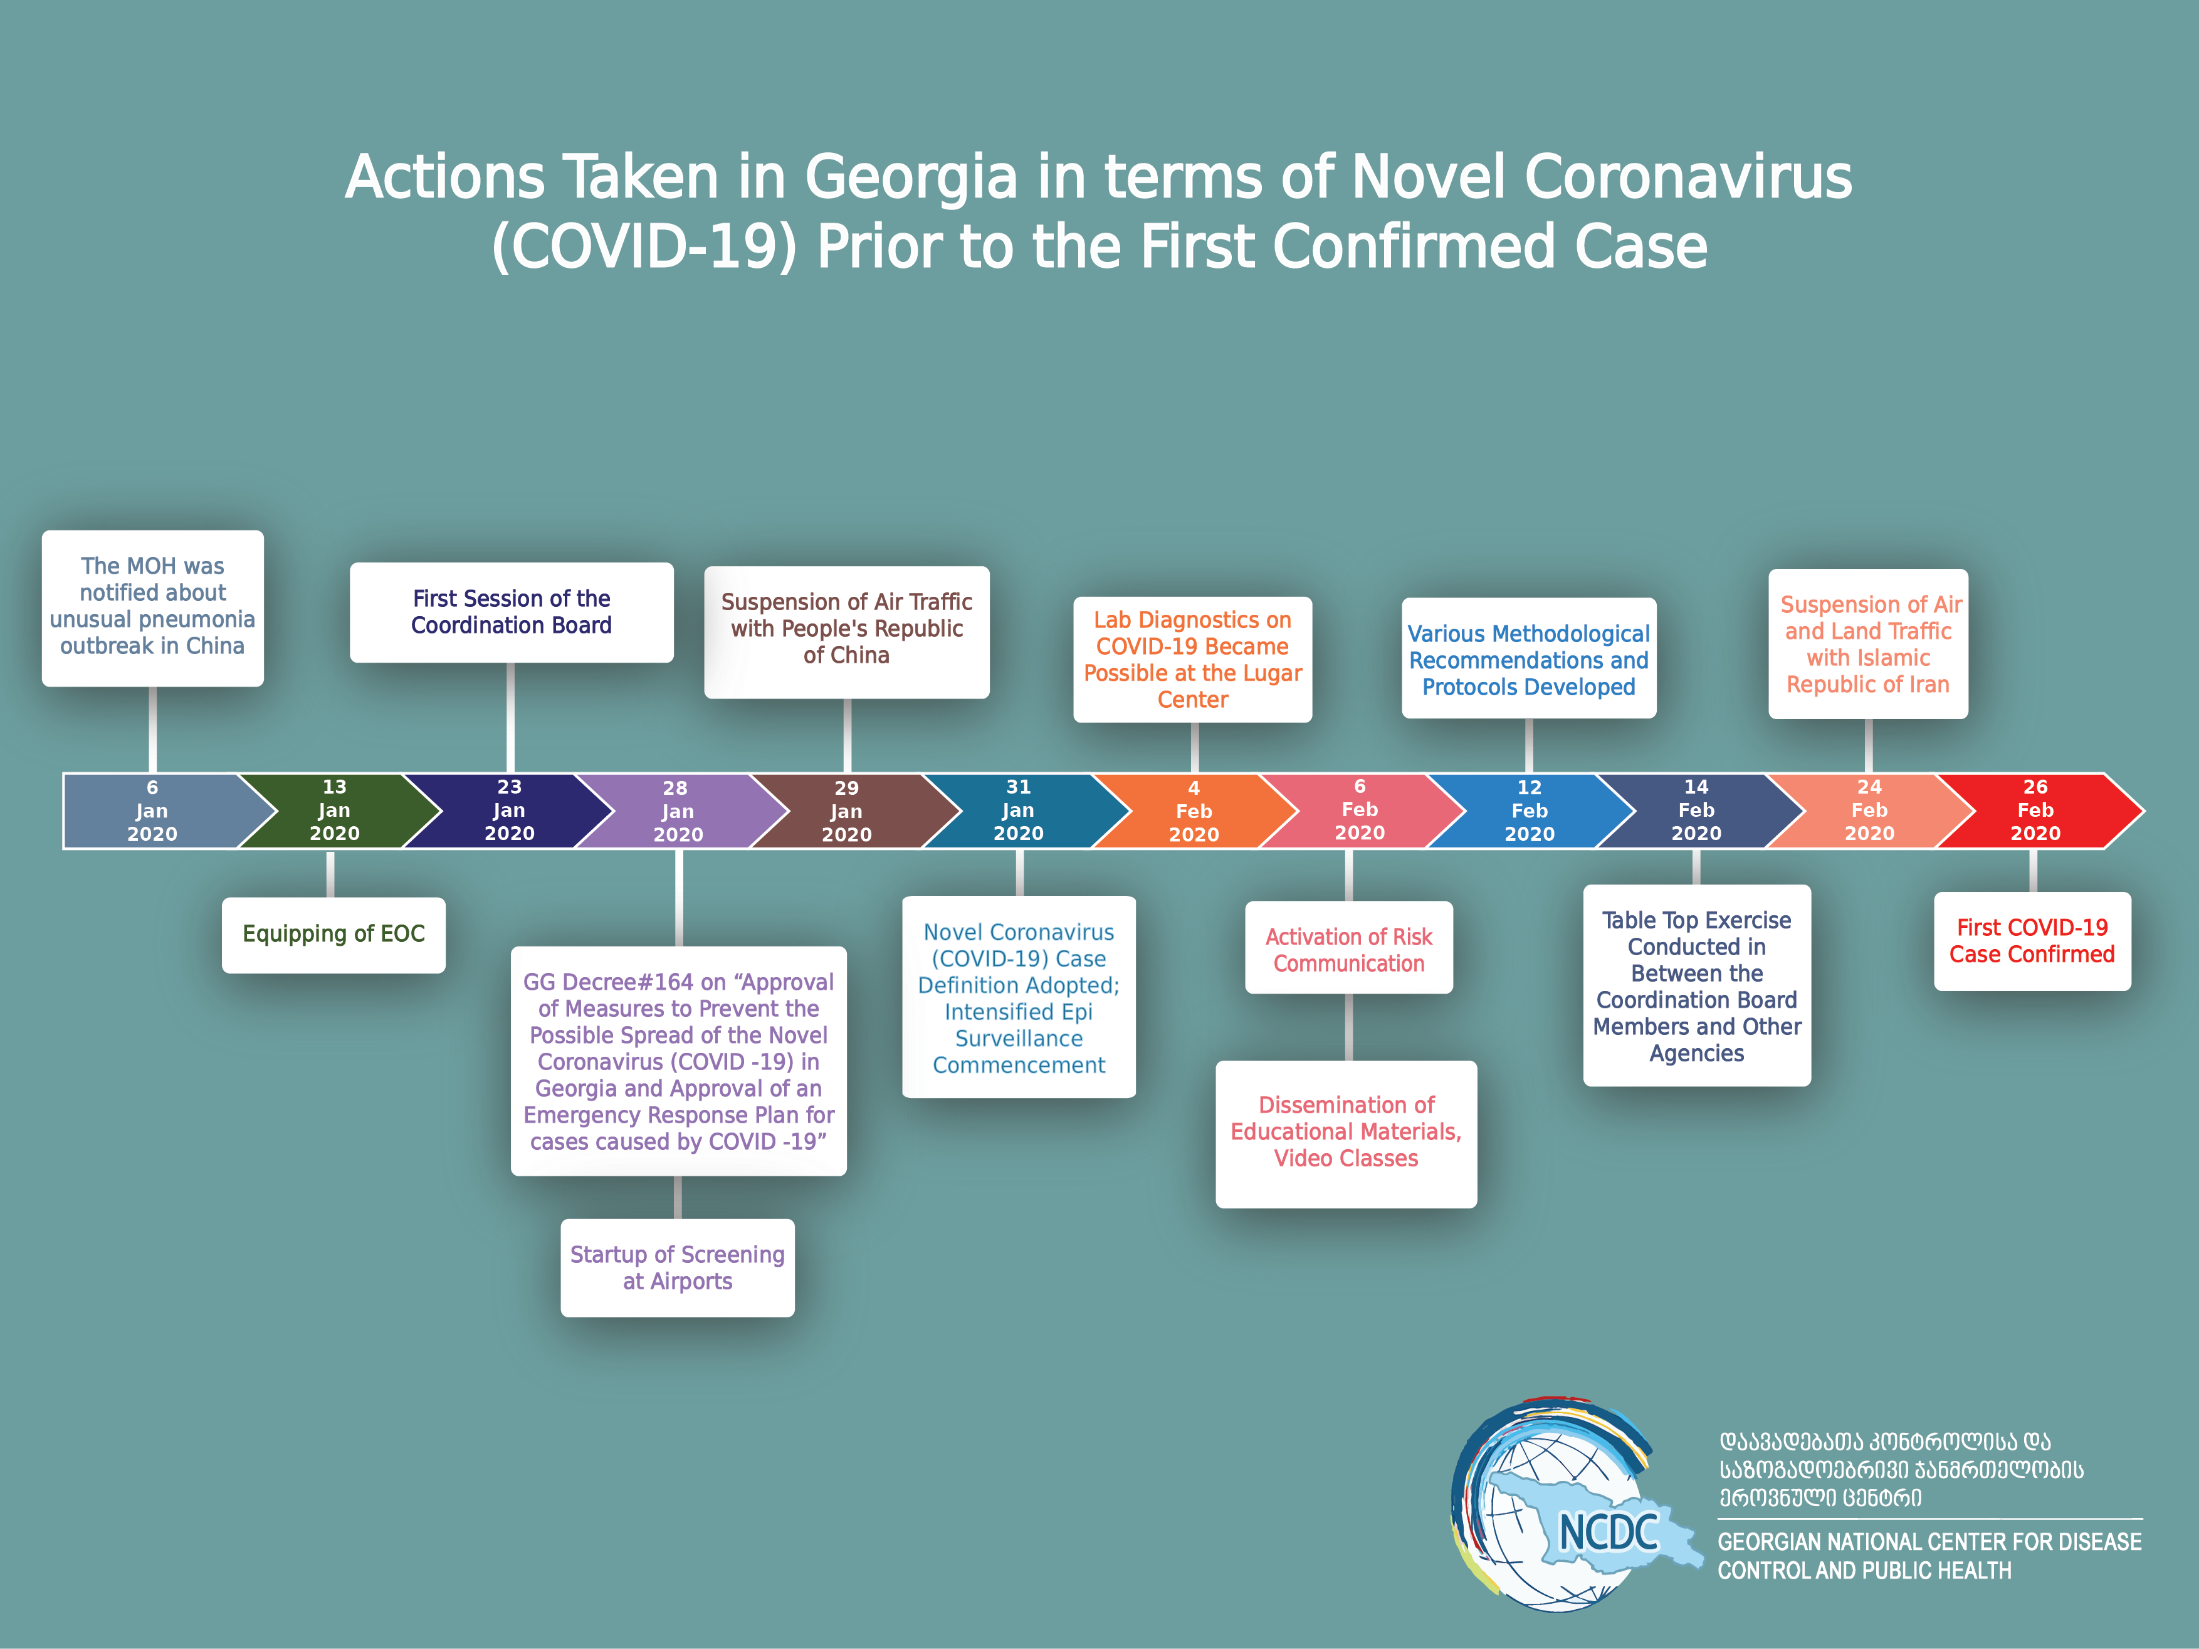 Actions Taken in Georgia in terms of Novel Coronavirus
(COVID-19) Prior to the First Confirmed Case
The MOH was
notified about
unusual pneumonia
outbreak in China
First Session of the
Coordination Board
Suspension of Air Traffic
with People's Republic
of China
Lab Diagnostics on
COVID-19 Became
Possible at the Lugar
Center
Various Methodological
Recommendations and
Protocols Developed
Suspension of Air
and Land Traffic
with Islamic
Republic of Iran
6
Jan
2020
13
Jan
2020
23
Jan
2020
28
Jan
2020
29
Jan
2020
31
Jan
2020
4
Feb
2020
6
Feb
2020
12
Feb
2020
14
Feb
2020
24
Feb
2020
26
Feb
2020
Equipping of EOC
GG Decree#164 on “Approval
of Measures to Prevent the
Possible Spread of the Novel
Coronavirus (COVID -19) in
Georgia and Approval of an
Emergency Response Plan for
cases caused by COVID -19”
Startup of Screening
at Airports
Novel Coronavirus
(COVID-19) Case
Definition Adopted;
Intensified Epi
Surveillance
Commencement
Activation of Risk
Communication
Dissemination of
Educational Materials,
Video Classes
Table Top Exercise
Conducted in
Between the
Coordination Board
Members and Other
Agencies
First COVID-19
Case Confirmed
NCDC
დაავადებათა კონტროლისა და
საზოგადოებრივი ჯანმრთელობის
ეროვნული ცენტრი
GEORGIAN NATIONAL CENTER FOR DISEASE
CONTROL AND PUBLIC HEALTH